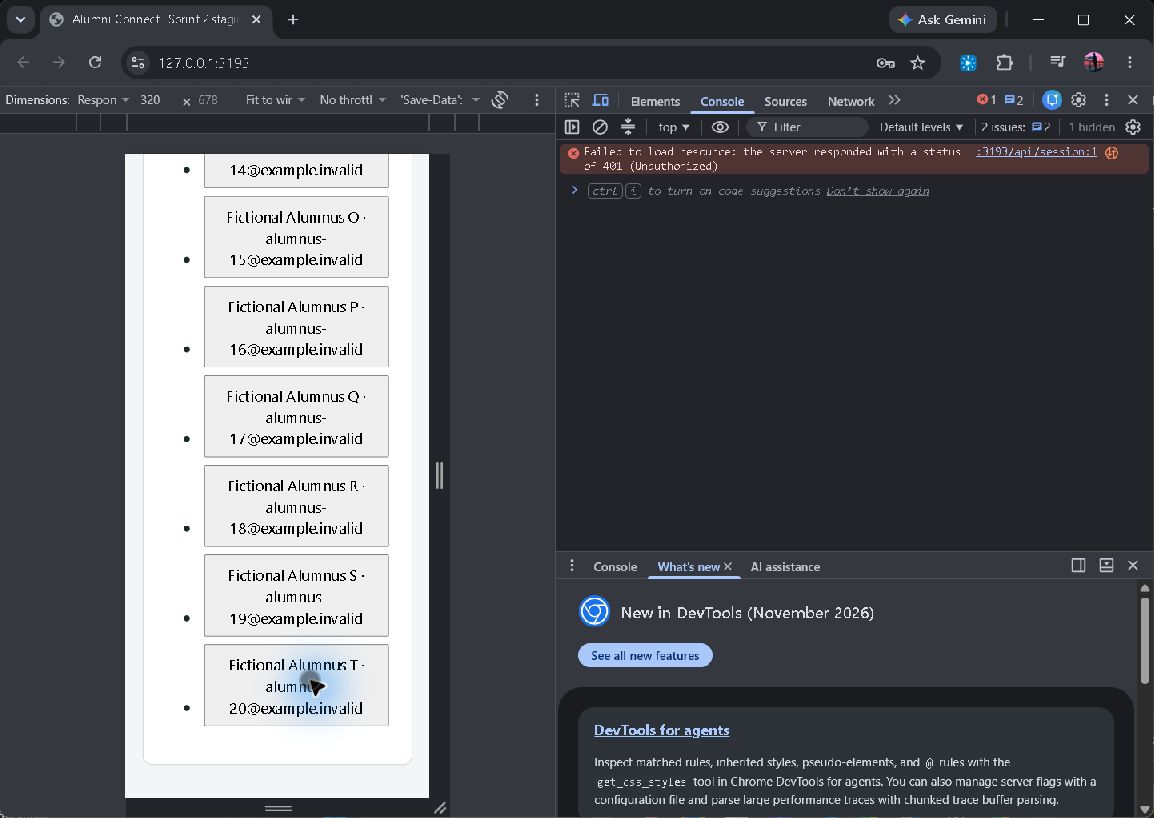 Alumni Connect · Sprint 2 stagi
Ask Gemini
127.0.0.1:3193
Dimensions: Respon 320 x 678 Fit to wir No throttl 'Save-Data':
Elements Console Sources Network 1 2
top Filter Default levels 2 issues: 2 1 hidden
Failed to load resource: the server responded with a status :3193/api/session:1
of 401 (Unauthorized)
ctrl i to turn on code suggestions Don't show again
14@example.invalid
Fictional Alumnus O ·
alumnus-
15@example.invalid
Fictional Alumnus P ·
alumnus-
16@example.invalid
Fictional Alumnus Q ·
alumnus-
17@example.invalid
Fictional Alumnus R ·
alumnus-
18@example.invalid
Fictional Alumnus S ·
alumnus-
19@example.invalid
Fictional Alumnus T ·
20@example.invalid
Console What's new AI assistance
New in DevTools (November 2026)
See all new features
DevTools for agents
Inspect matched rules, inherited styles, pseudo-elements, and @ rules with the
get_css_styles tool in Chrome DevTools for agents. You can also manage server flags with a
configuration file and parse large performance traces with chunked trace buffer parsing.